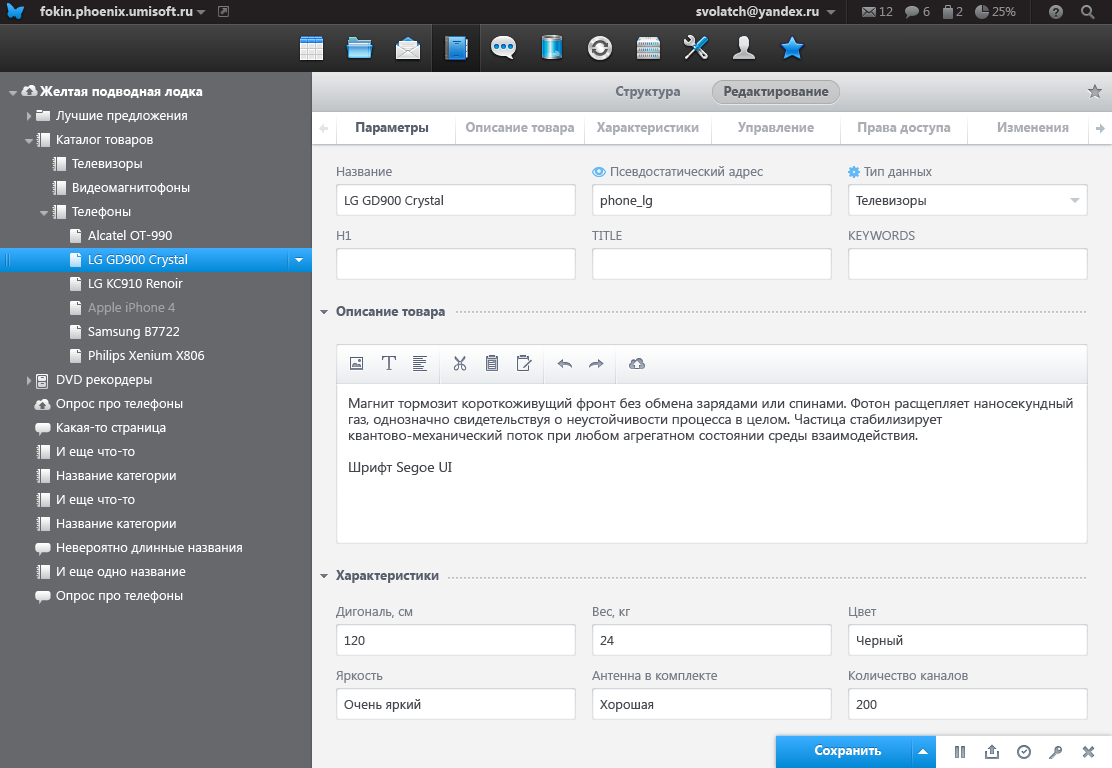 fokin.phoenix.umisoft.ru
svolatch@yandex.ru
12
6
2
25%
Желтая подводная лодка
Лучшие предложения
Каталог товаров
Телевизоры
Видеомагнитофоны
Телефоны
Alcatel OT-990
LG GD900 Crystal
LG KC910 Renoir
Apple iPhone 4
Samsung B7722
Philips Xenium X806
DVD рекордеры
Опрос про телефоны
Какая-то страница
И еще что-то
Название категории
И еще что-то
Название категории
Невероятно длинные названия
И еще одно название
Опрос про телефоны
Структура
Редактирование
Параметры
Описание товара
Характеристики
Управление
Права доступа
Изменения
Название
Псевдостатический адрес
Тип данных
LG GD900 Crystal
phone_lg
Телевизоры
H1
TITLE
KEYWORDS
Описание товара
Магнит тормозит короткоживущий фронт без обмена зарядами или спинами. Фотон расщепляет наносекундный
газ, однозначно свидетельствуя о неустойчивости процесса в целом. Частица стабилизирует
квантово-механический поток при любом агрегатном состоянии среды взаимодействия.
Шрифт Segoe UI
Характеристики
Дигональ, см
Вес, кг
Цвет
120
24
Черный
Яркость
Антенна в комплекте
Количество каналов
Очень яркий
Хорошая
200
Сохранить